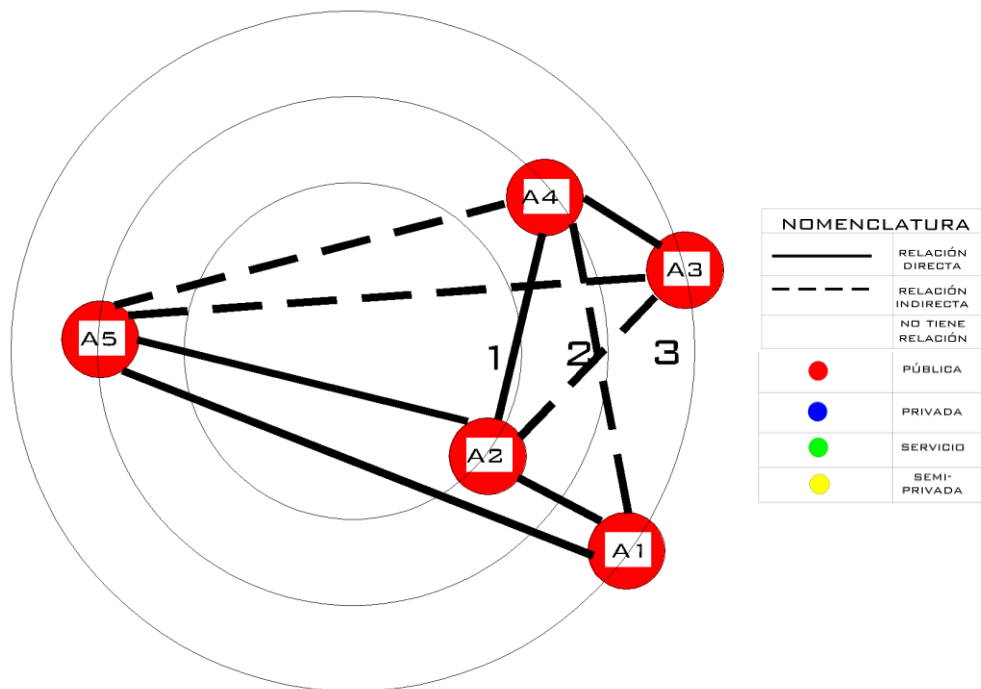 A4
A3
A5
1
2
3
A2
A1
NOMENCLATURA
RELACIÓN
DIRECTA
RELACIÓN
INDIRECTA
NO TIENE
RELACIÓN
PÚBLICA
PRIVADA
SERVICIO
SEMI-
PRIVADA